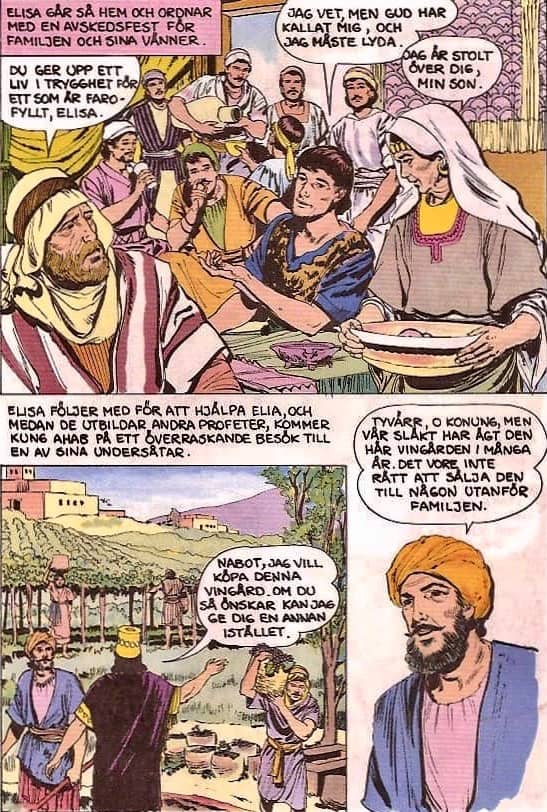 ELISA GÅR SÅ HEM OCH ORDNAR
MED EN AVSKEDSFEST FÖR
FAMILJEN OCH SINA VÄNNER.
DU GER UPP ETT
LIV I TRYGGHET FÖR
ETT SOM ÄR FARO-
FYLLT, ELISA.
JAG VET, MEN GUD HAR
KALLAT MIG, OCH
JAG MÅSTE LYDA.
JAG ÄR STOLT
ÖVER DIG,
MIN SON.
ELISA FÖLJER MED FÖR ATT HJÄLPA ELIA, OCH
MEDAN DE UTBILDAR ANDRA PROFETER, KOMMER
KUNG AHAB PÅ ETT ÖVERRASKANDE BESÖK TILL
EN AV SINA UNDERSÅTAR.
NABOT, JAG VILL
KÖPA DENNA
VINGÅRD. OM DU
SÅ ÖNSKAR KAN JAG
GE DIG EN ANNAN
ISTÄLLET.
TYVÄRR, O KONUNG, MEN
VÅR SLÄKT HAR ÄGT DEN
HÄR VINGÅRDEN I MÅNGA
ÅR. DET VORE INTE
RÄTT ATT SÄLJA DEN
TILL NÅGON UTANFÖR
FAMILJEN.